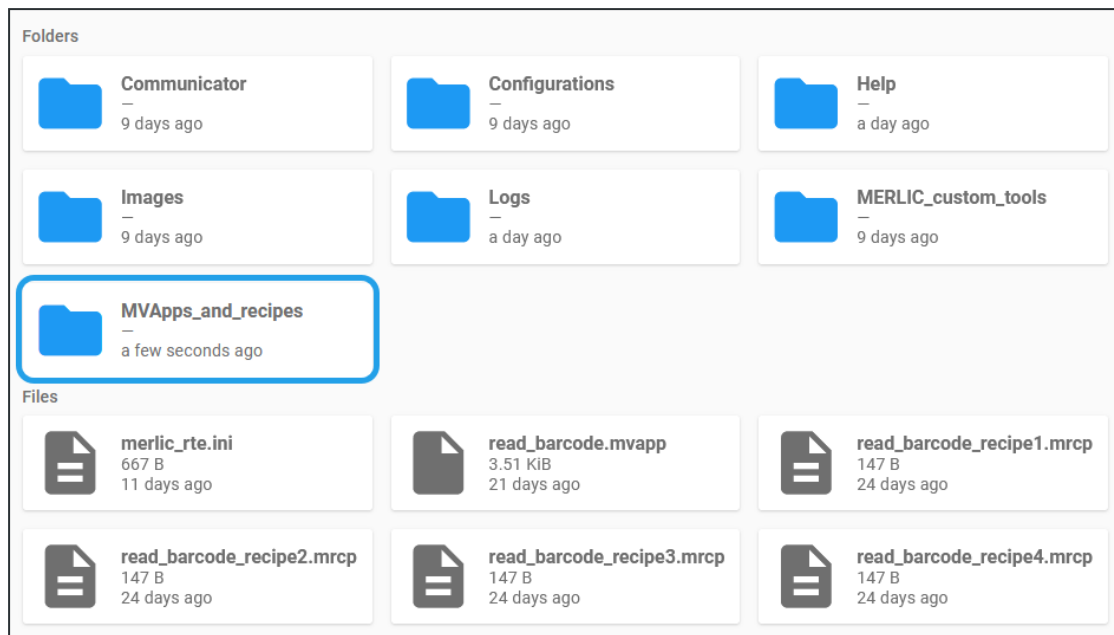 Folders
Communicator
—
9 days ago
Configurations
—
9 days ago
Help
—
a day ago
Images
—
9 days ago
Logs
—
a day ago
MERLIC_custom_tools
—
9 days ago
MVApps_and_recipes
—
a few seconds ago
Files
merlic_rte.ini
667 B
11 days ago
read_barcode.mvapp
3.51 KiB
21 days ago
read_barcode_recipe1.mrcp
147 B
24 days ago
read_barcode_recipe2.mrcp
147 B
24 days ago
read_barcode_recipe3.mrcp
147 B
24 days ago
read_barcode_recipe4.mrcp
147 B
24 days ago